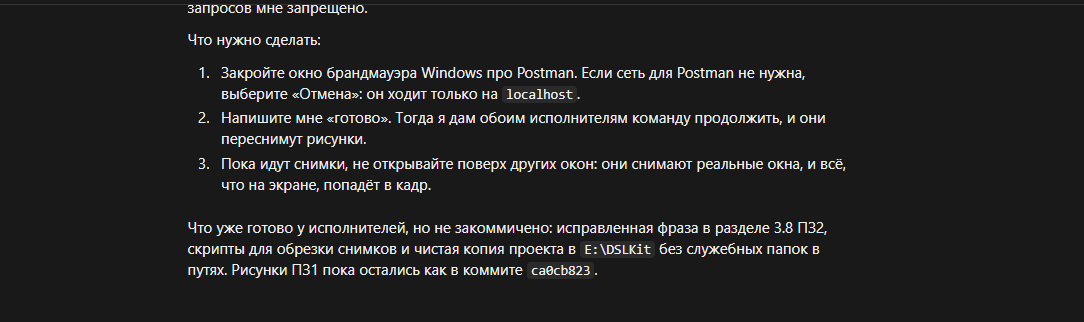 запросов мне запрещено.
Что нужно сделать:
1. Закройте окно брандмауэра Windows про Postman. Если сеть для Postman не нужна,
выберите «Отмена»: он ходит только на localhost.
2. Напишите мне «готово». Тогда я дам обоим исполнителям команду продолжить, и они
переснимут рисунки.
3. Пока идут снимки, не открывайте поверх других окон: они снимают реальные окна, и всё,
что на экране, попадёт в кадр.
Что уже готово у исполнителей, но не закоммичено: исправленная фраза в разделе 3.8 ПЗ2,
скрипты для обрезки снимков и чистая копия проекта в E:\DSLKit без служебных папок в
путях. Рисунки ПЗ1 пока остались как в коммите ca0cb823.